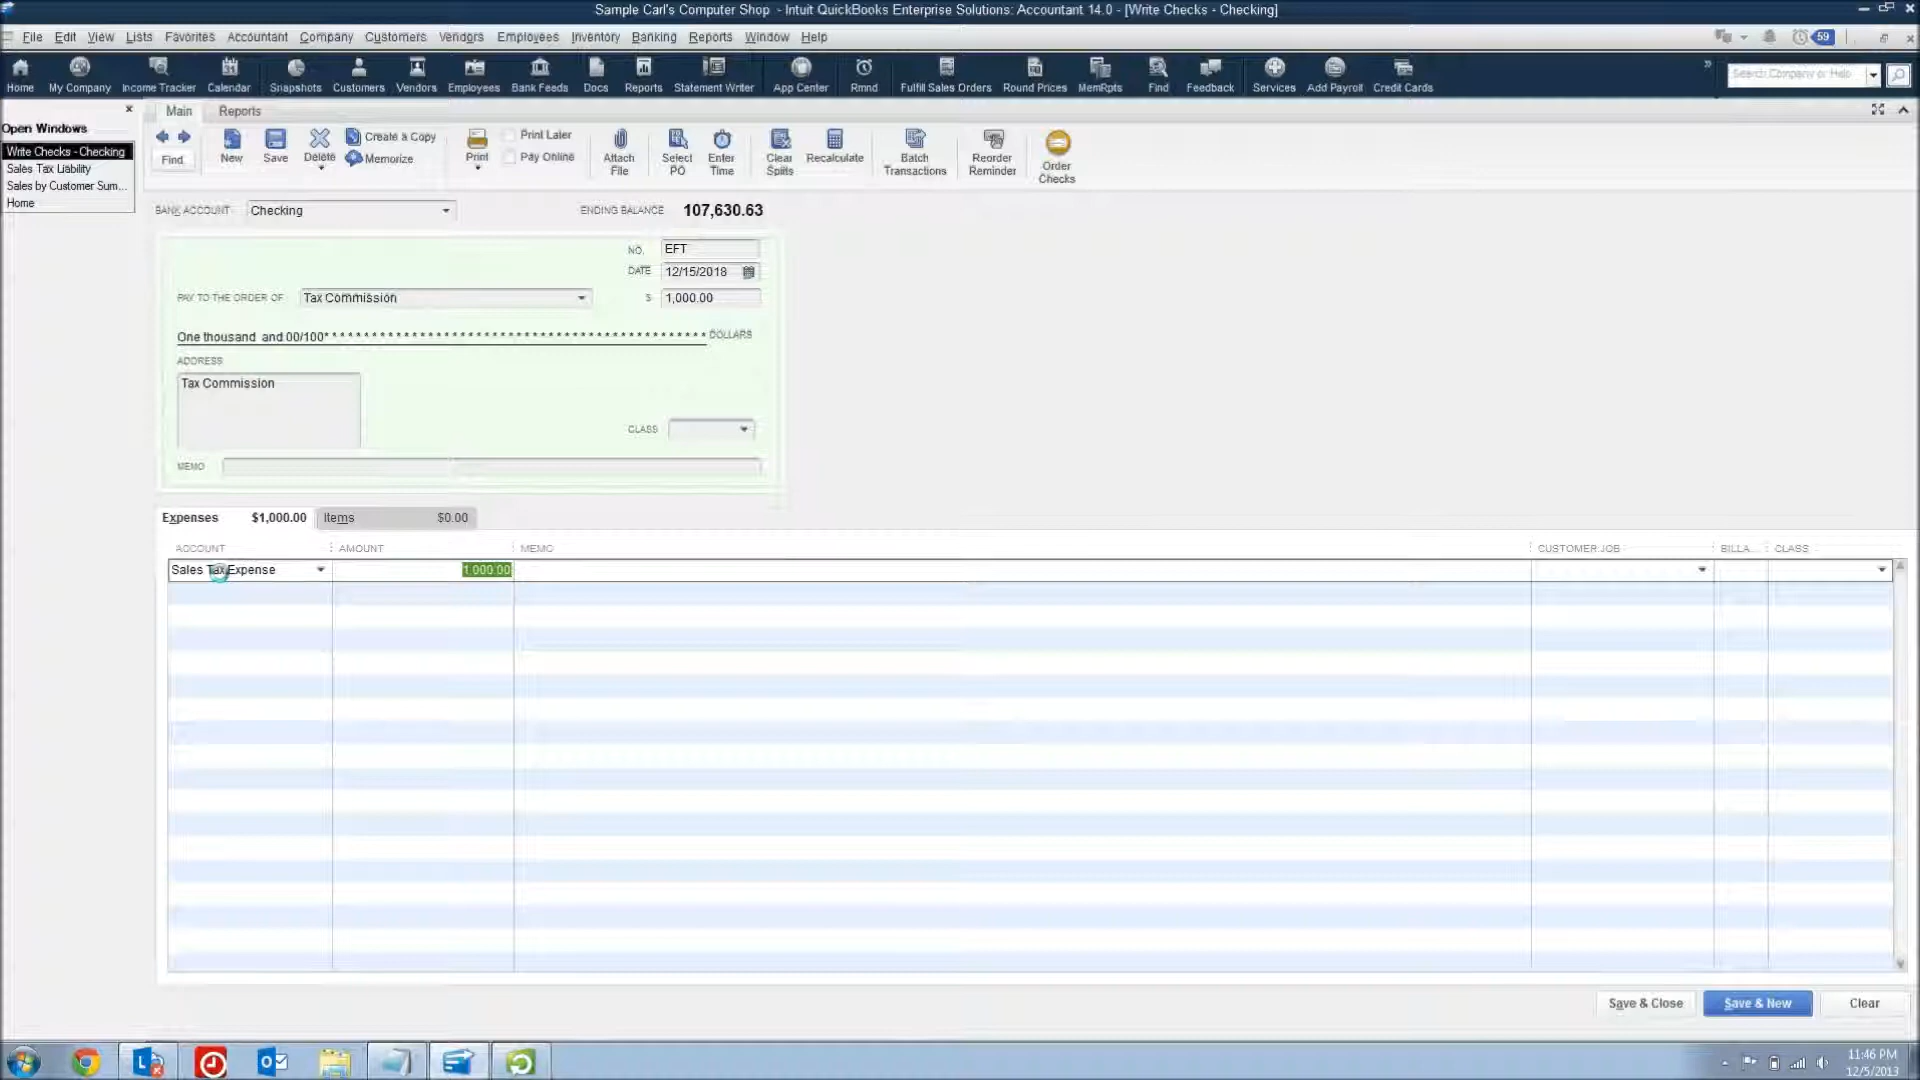 Sample Carl's Computer Shop - Intuit QuickBooks Enterprise Solutions: Accountant 14.0 - [Write Checks - Checking]
File Edit View Lists Favorites Accountant Company Customers Vendors Employees Inventory Banking Reports Window Help
59
Home My Company Income Tracker Calendar Snapshots Customers Vendors Employees Bank Feeds Docs Reports Statement Writer App Center Rmnd Fulfill Sales Orders Round Prices MemRpts Find Feedback Services Add Payroll Credit Cards
Search Company or Help
Main Reports
Open Windows
Write Checks - Checking
Sales Tax Liability
Sales by Customer Sum...
Home
Find
New
Save
Delete
Create a Copy
Memorize
Print
Print Later
Pay Online
Attach File
Select PO
Enter Time
Clear Splits
Recalculate
Batch Transactions
Reorder Reminder
Order Checks
BANK ACCOUNT Checking ENDING BALANCE 107,630.63
NO. EFT
DATE 12/15/2018
PAY TO THE ORDER OF Tax Commission $ 1,000.00
One thousand and 00/100* * * * * * * * * * * * * * * * * * * * * * * * * * * * * * * * * * * * * * * * * * * * * * DOLLARS
ADDRESS
Tax Commission
CLASS
MEMO
Expenses $1,000.00 Items $0.00
ACCOUNT AMOUNT MEMO CUSTOMER:JOB BILLA... CLASS
Sales Tax Expense 1,000.00
Save & Close Save & New Clear
11:46 PM
12/5/2013